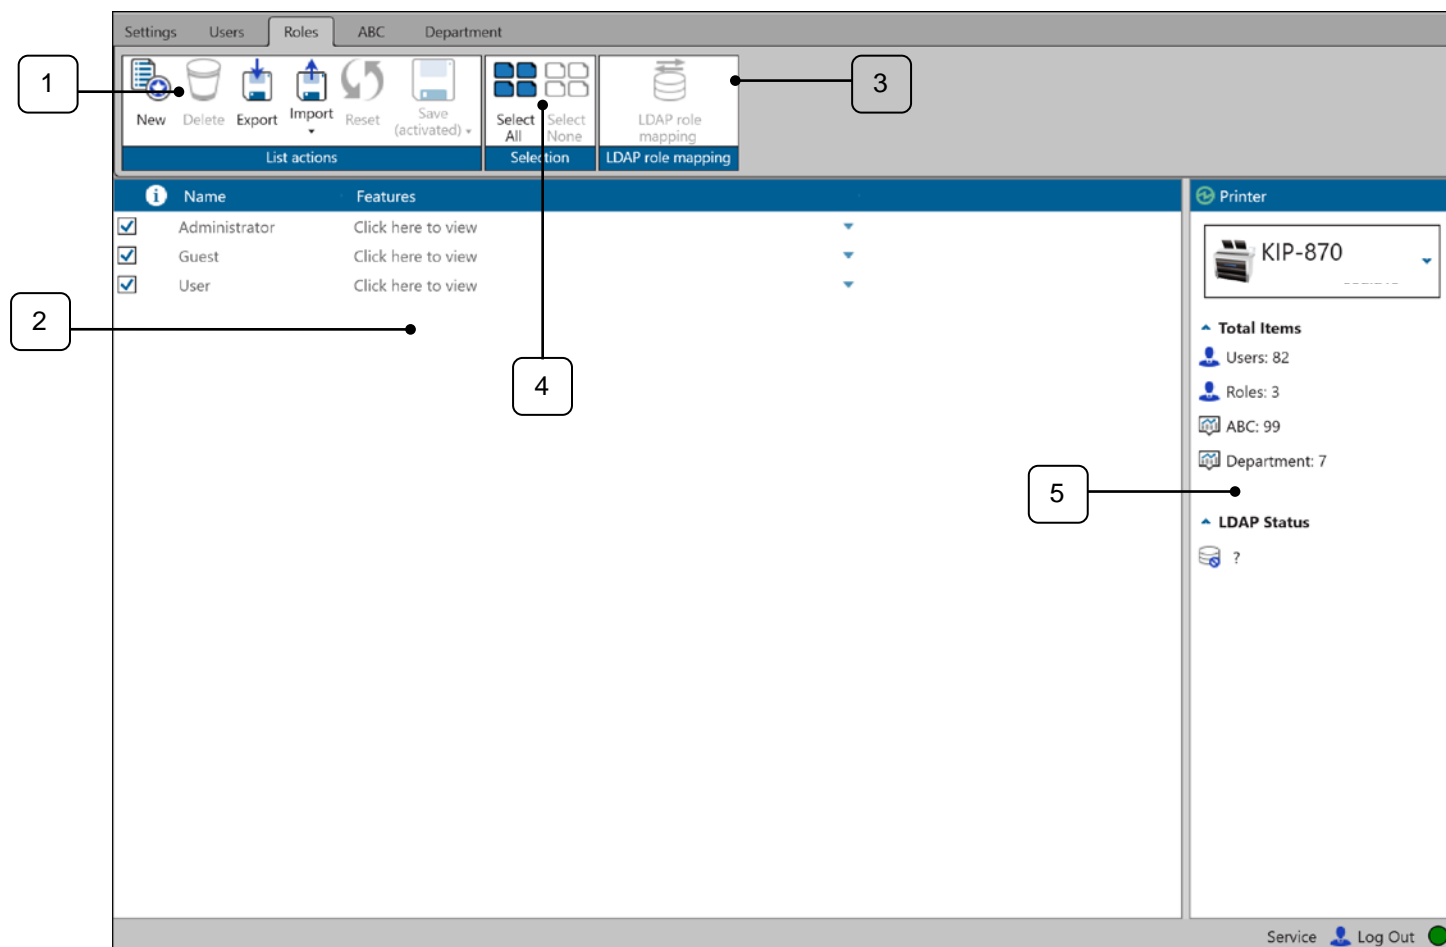 Settings Users Roles ABC Department
1
3
New Delete Export Import Reset Save (activated)
Select All Select None
LDAP role mapping
List actions Selection LDAP role mapping
i Name Features
Printer
Administrator Click here to view
Guest Click here to view
User Click here to view
KIP-870
2
4
Total Items
Users: 82
Roles: 3
ABC: 99
Department: 7
5
LDAP Status
?
Service Log Out